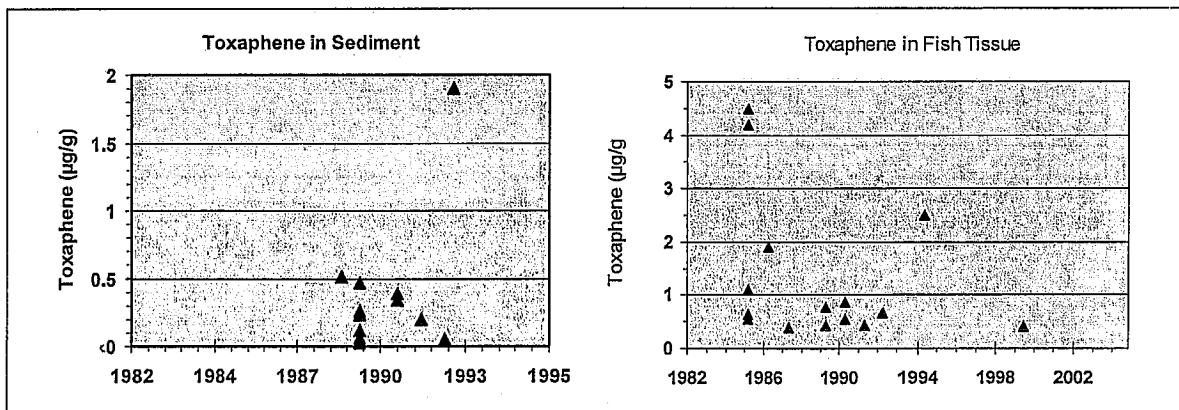 Toxaphene in Sediment
Toxaphene (µg/g)
2
1.5
1
0.5
<0
1982 1984 1987 1990 1993 1995
Toxaphene in Fish Tissue
Toxaphene (µg/g
5
4
3
2
1
0
1982 1986 1990 1994 1998 2002